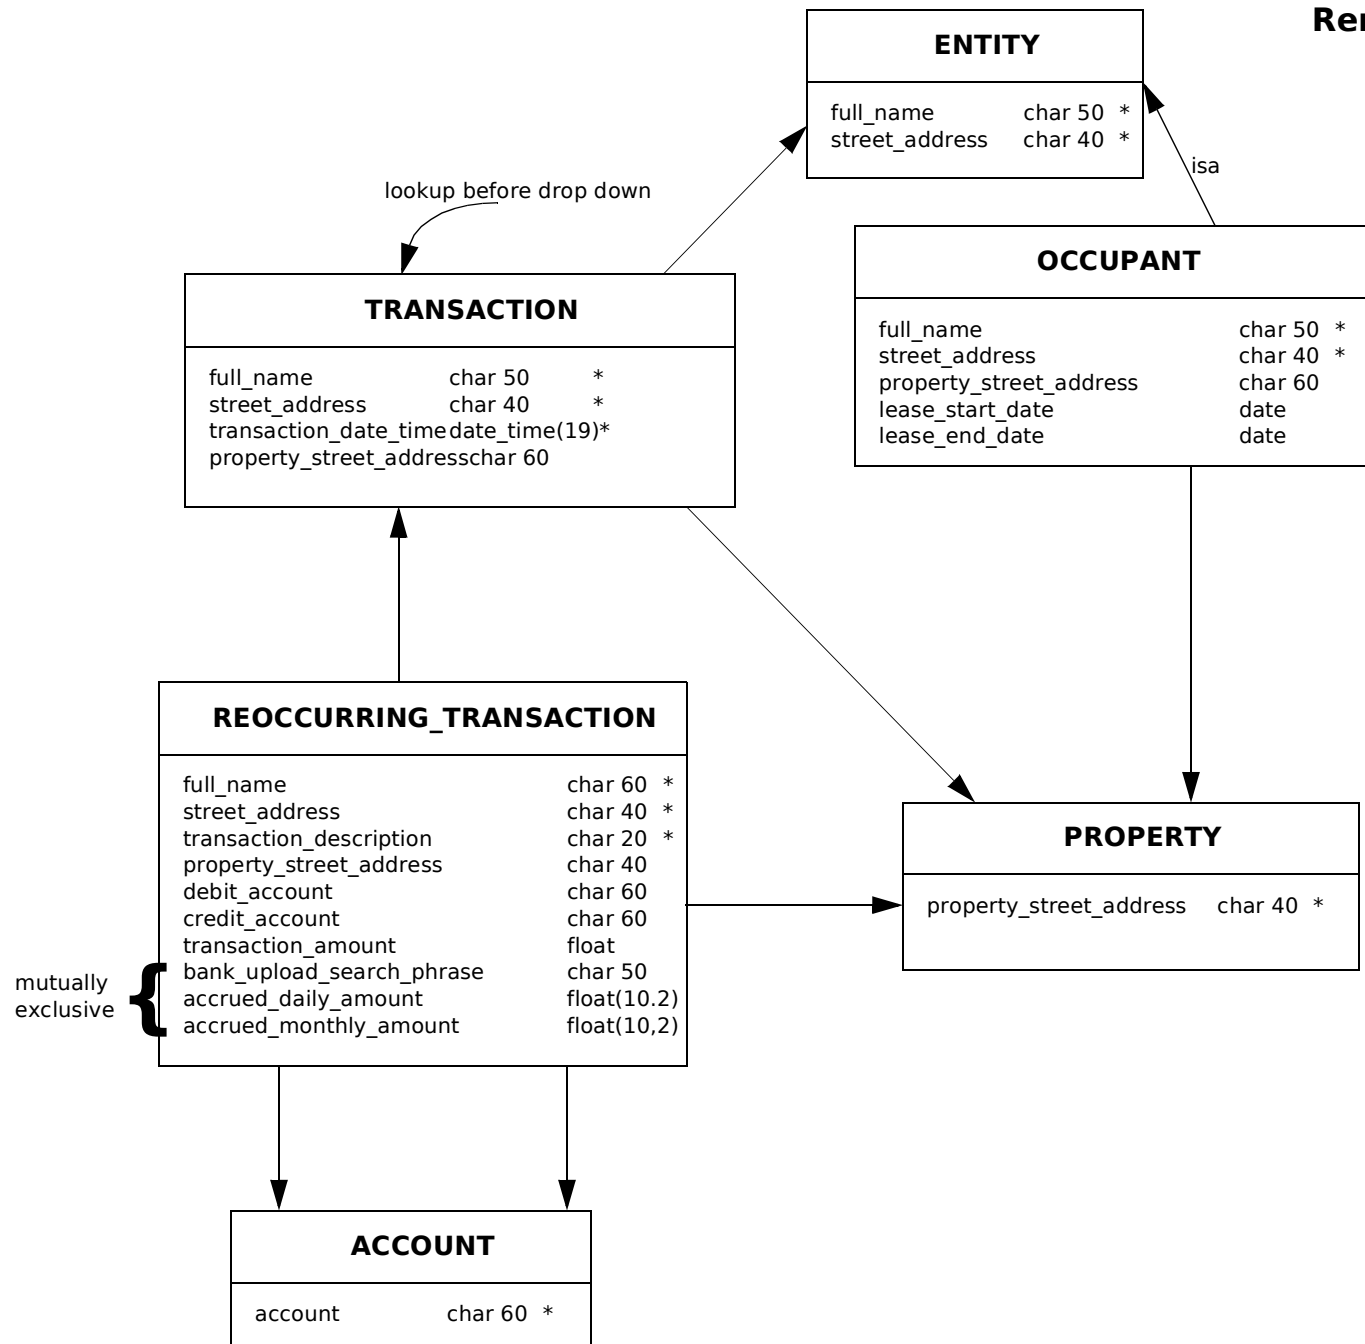 Ren
ENTITY
full_name char 50 *
street_address char 40 *
isa
lookup before drop down
OCCUPANT
full_name char 50 *
street_address char 40 *
property_street_address char 60
lease_start_date date
lease_end_date date
TRANSACTION
full_name char 50 *
street_address char 40 *
transaction_date_time date_time(19)*
property_street_address char 60
REOCCURRING_TRANSACTION
full_name char 60 *
street_address char 40 *
transaction_description char 20 *
property_street_address char 40
debit_account char 60
credit_account char 60
transaction_amount float
bank_upload_search_phrase char 50
accrued_daily_amount float(10.2)
accrued_monthly_amount float(10,2)
mutually
exclusive {
PROPERTY
property_street_address char 40 *
ACCOUNT
account char 60 *